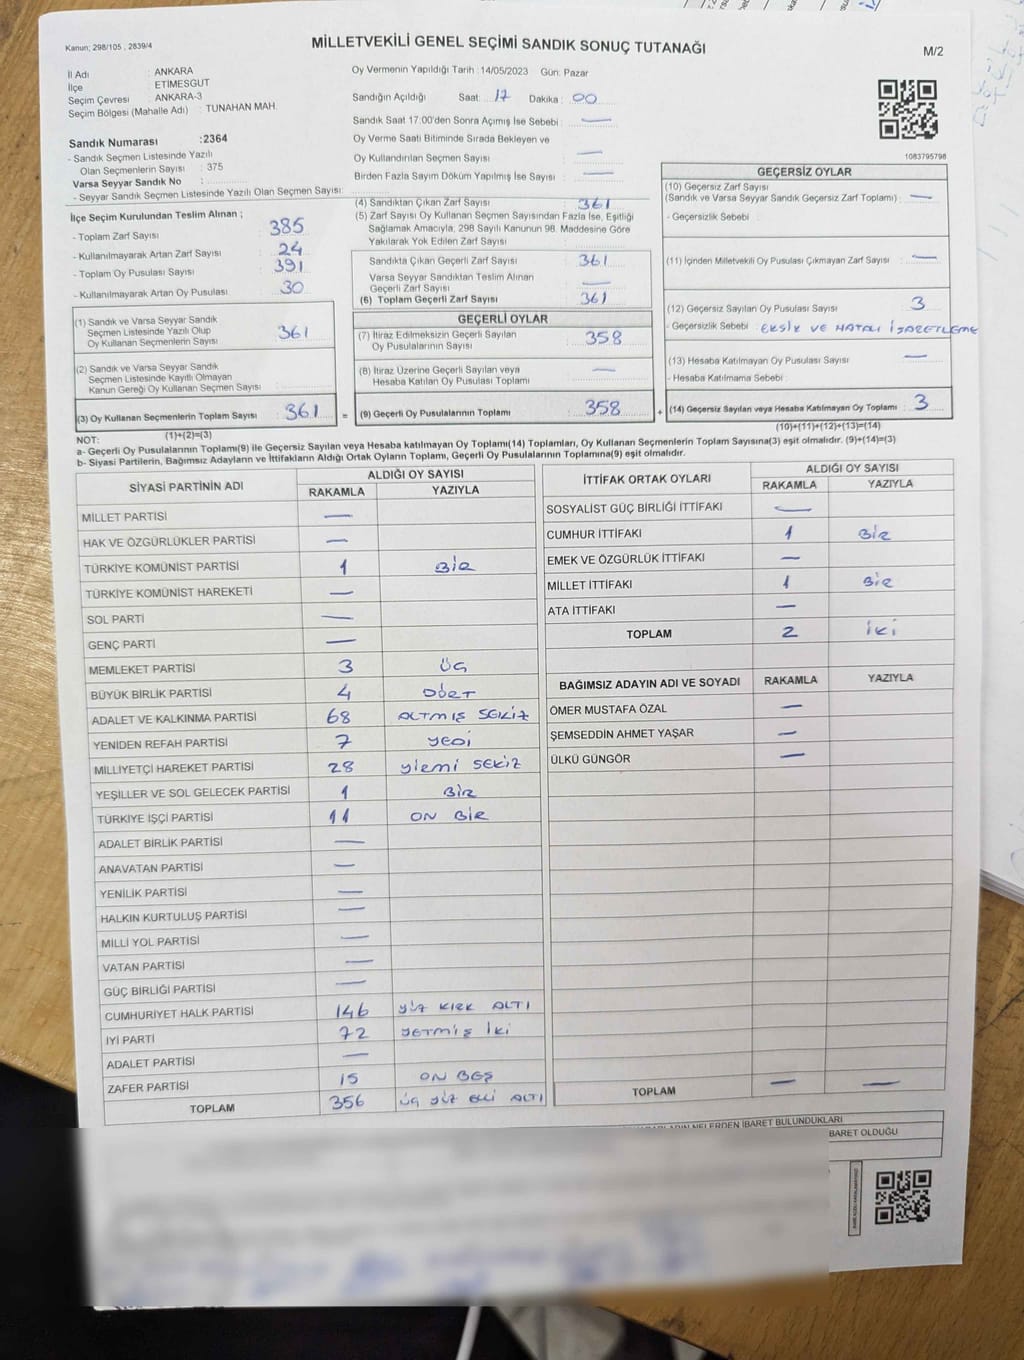 Kanun; 298/105 , 2839/4
MİLLETVEKİLİ GENEL SEÇİMİ SANDIK SONUÇ TUTANAĞI
M/2
İl Adı : ANKARA
İlçe : ETİMESGUT
Seçim Çevresi : ANKARA-3
Seçim Bölgesi (Mahalle Adı) : TUNAHAN MAH.
Sandık Numarası :2364
- Sandık Seçmen Listesinde Yazılı
Olan Seçmenlerin Sayısı : 375
Varsa Seyyar Sandık No :
- Seyyar Sandık Seçmen Listesinde Yazılı Olan Seçmen Sayısı:
Oy Vermenin Yapıldığı Tarih :14/05/2023 Gün: Pazar
Sandığın Açıldığı Saat: 17 Dakika : 00
Sandık Saat 17:00'den Sonra Açımış İse Sebebi : —
Oy Verme Saati Bitiminde Sırada Bekleyen ve
Oy Kullandırılan Seçmen Sayısı : —
Birden Fazla Sayım Döküm Yapılmış İse Sayısı : —
1083795798
İlçe Seçim Kurulundan Teslim Alınan ;
- Toplam Zarf Sayısı : 385
- Kullanılmayarak Artan Zarf Sayısı : 24
- Toplam Oy Pusulası Sayısı : 391
- Kullanılmayarak Artan Oy Pusulası : 30
(1) Sandık ve Varsa Seyyar Sandık
Seçmen Listesinde Yazılı Olup
Oy Kullanan Seçmenlerin Sayısı : 361
(2) Sandık ve Varsa Seyyar Sandık
Seçmen Listesinde Kayıtlı Olmayan
Kanun Gereği Oy Kullanan Seçmen Sayısı :
(3) Oy Kullanan Seçmenlerin Toplam Sayısı : 361 =
(1)+(2)=(3)
(4) Sandıktan Çıkan Zarf Sayısı : 361
(5) Zarf Sayısı Oy Kullanan Seçmen Sayısından Fazla İse, Eşitliği
Sağlamak Amacıyla, 298 Sayılı Kanunun 98. Maddesine Göre
Yakılarak Yok Edilen Zarf Sayısı :
Sandıkta Çıkan Geçerli Zarf Sayısı : 361
Varsa Seyyar Sandıktan Teslim Alınan
Geçerli Zarf Sayısı : —
(6) Toplam Geçerli Zarf Sayısı : 361
GEÇERLİ OYLAR
(7) İtiraz Edilmeksizin Geçerli Sayılan
Oy Pusulalarının Sayısı : 358
(8) İtiraz Üzerine Geçerli Sayılan veya
Hesaba Katılan Oy Pusulası Toplamı : —
(9) Geçerli Oy Pusulalarının Toplamı : 358 +
GEÇERSİZ OYLAR
(10) Geçersiz Zarf Sayısı
(Sandık ve Varsa Seyyar Sandık Geçersiz Zarf Toplamı) : —
- Geçersizlik Sebebi :
(11) İçinden Milletvekili Oy Pusulası Çıkmayan Zarf Sayısı : —
(12) Geçersiz Sayılan Oy Pusulası Sayısı : 3
- Geçersizlik Sebebi : EKSİK VE HATALI İŞARETLEME
(13) Hesaba Katılmayan Oy Pusulası Sayısı : —
- Hesaba Katılmama Sebebi :
(14) Geçersiz Sayılan veya Hesaba Katılmayan Oy Toplamı : 3
(10)+(11)+(12)+(13)=(14)
NOT:
a- Geçerli Oy Pusulalarının Toplamı(9) ile Geçersiz Sayılan veya Hesaba katılmayan Oy Toplamı(14) Toplamları, Oy Kullanan Seçmenlerin Toplam Sayısına(3) eşit olmalıdır. (9)+(14)=(3)
b- Siyasi Partilerin, Bağımsız Adayların ve İttifakların Aldığı Ortak Oyların Toplamı, Geçerli Oy Pusulalarının Toplamına(9) eşit olmalıdır.
SİYASİ PARTİNİN ADI ALDIĞI OY SAYISI
RAKAMLA YAZIYLA
MİLLET PARTİSİ —
HAK VE ÖZGÜRLÜKLER PARTİSİ —
TÜRKİYE KOMÜNİST PARTİSİ 1 BİR
TÜRKİYE KOMÜNİST HAREKETİ —
SOL PARTİ —
GENÇ PARTİ —
MEMLEKET PARTİSİ 3 ÜÇ
BÜYÜK BİRLİK PARTİSİ 4 DÖRT
ADALET VE KALKINMA PARTİSİ 68 ALTMIŞ SEKİZ
YENİDEN REFAH PARTİSİ 7 YEDİ
MİLLİYETÇİ HAREKET PARTİSİ 28 YİRMİ SEKİZ
YEŞİLLER VE SOL GELECEK PARTİSİ 1 BİR
TÜRKİYE İŞÇİ PARTİSİ 11 ON BİR
ADALET BİRLİK PARTİSİ —
ANAVATAN PARTİSİ —
YENİLİK PARTİSİ —
HALKIN KURTULUŞ PARTİSİ —
MİLLİ YOL PARTİSİ —
VATAN PARTİSİ —
GÜÇ BİRLİĞİ PARTİSİ —
CUMHURİYET HALK PARTİSİ 146 YÜZ KIRK ALTI
İYİ PARTİ 72 YETMİŞ İKİ
ADALET PARTİSİ —
ZAFER PARTİSİ 15 ON BEŞ
TOPLAM 356 ÜÇ YÜZ ELLİ ALTI
İTTİFAK ORTAK OYLARI ALDIĞI OY SAYISI
RAKAMLA YAZIYLA
SOSYALİST GÜÇ BİRLİĞİ İTTİFAKI —
CUMHUR İTTİFAKI 1 BİR
EMEK VE ÖZGÜRLÜK İTTİFAKI —
MİLLET İTTİFAKI 1 BİR
ATA İTTİFAKI —
TOPLAM 2 İKİ
BAĞIMSIZ ADAYIN ADI VE SOYADI RAKAMLA YAZIYLA
ÖMER MUSTAFA ÖZAL —
ŞEMSEDDİN AHMET YAŞAR —
ÜLKÜ GÜNGÖR —
TOPLAM — —
NELERDEN İBARET BULUNDUKLARI
BARET OLDUĞU